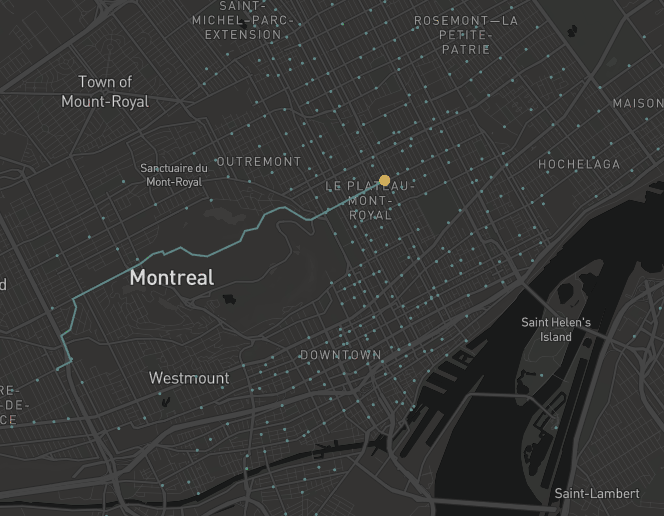 SAINT-
MICHEL-PARC-
EXTENSION
ROSEMONT—LA
PETITE-
PATRIE
Town of
Mount-Royal
MAISON
OUTREMONT
HOCHELAGA
Sanctuaire du
Mont-Royal
LE PLATEAU-
MONT-
ROYAL
Montreal
d
Saint Helen's
Island
DOWNTOWN
Westmount
RE-
-DE-
CE
Saint-Lambert